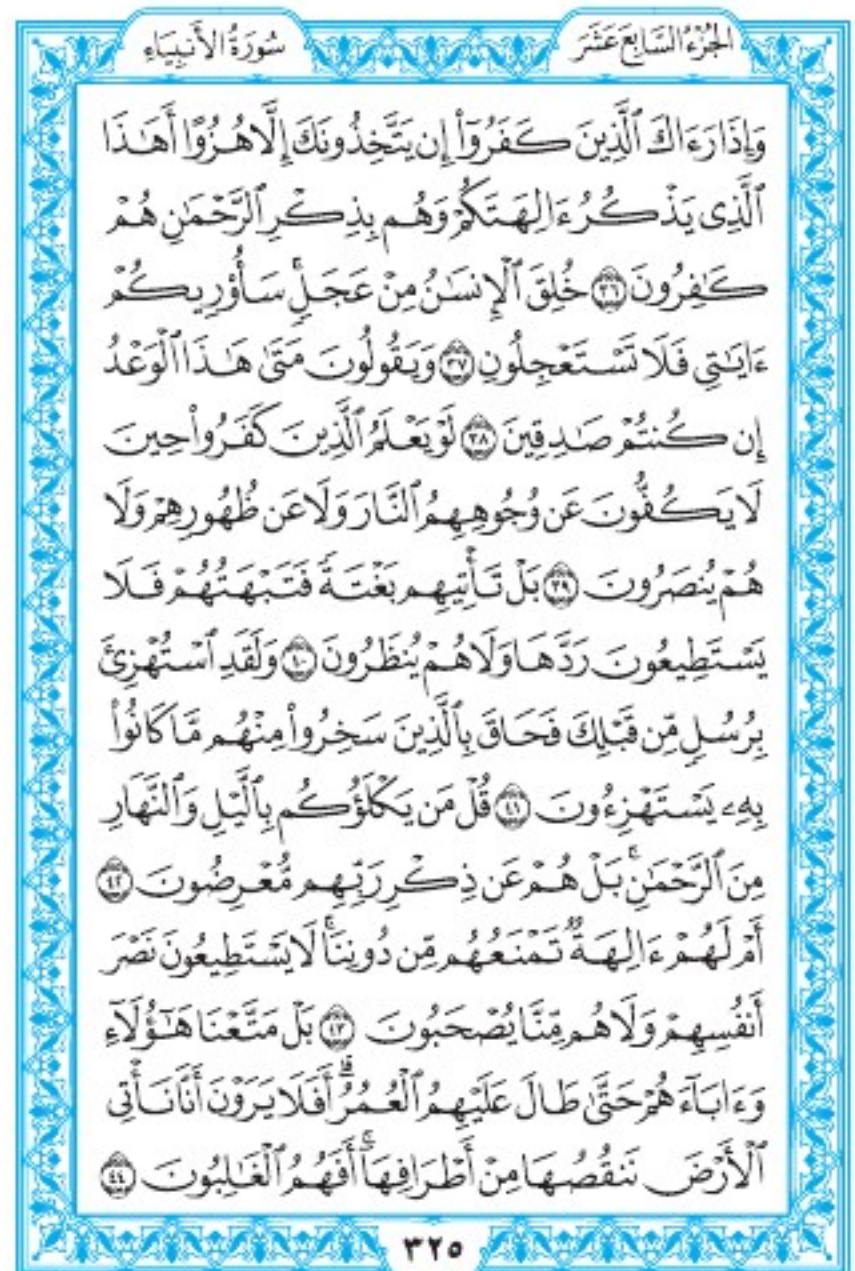 الجُزْءُ السَّابِعَ عَشَرَ
سُورَةُ الأَنبِيَاءِ
وَإِذَا رَءَاكَ ٱلَّذِينَ كَفَرُوٓاْ إِن يَتَّخِذُونَكَ إِلَّا هُزُوًا أَهَٰذَا
ٱلَّذِى يَذْكُرُ ءَالِهَتَكُمْ وَهُم بِذِكْرِ ٱلرَّحْمَٰنِ هُمْ
كَٰفِرُونَ ٣٦ خُلِقَ ٱلْإِنسَٰنُ مِنْ عَجَلٍۚ سَأُوْرِيكُمْ
ءَايَٰتِى فَلَا تَسْتَعْجِلُونِ ٣٧ وَيَقُولُونَ مَتَىٰ هَٰذَا ٱلْوَعْدُ
إِن كُنتُمْ صَٰدِقِينَ ٣٨ لَوْ يَعْلَمُ ٱلَّذِينَ كَفَرُواْ حِينَ
لَا يَكُفُّونَ عَن وُجُوهِهِمُ ٱلنَّارَ وَلَا عَن ظُهُورِهِمْ وَلَا
هُمْ يُنصَرُونَ ٣٩ بَلْ تَأْتِيهِم بَغْتَةً فَتَبْهَتُهُمْ فَلَا
يَسْتَطِيعُونَ رَدَّهَا وَلَا هُمْ يُنظَرُونَ ٤٠ وَلَقَدِ ٱسْتُهْزِئَ
بِرُسُلٍ مِّن قَبْلِكَ فَحَاقَ بِٱلَّذِينَ سَخِرُواْ مِنْهُم مَّا كَانُواْ
بِهِۦ يَسْتَهْزِءُونَ ٤١ قُلْ مَن يَكْلَؤُكُم بِٱلَّيْلِ وَٱلنَّهَارِ
مِنَ ٱلرَّحْمَٰنِۚ بَلْ هُمْ عَن ذِكْرِ رَبِّهِم مُّعْرِضُونَ ٤٢
أَمْ لَهُمْ ءَالِهَةٌ تَمْنَعُهُم مِّن دُونِنَاۚ لَا يَسْتَطِيعُونَ نَصْرَ
أَنفُسِهِمْ وَلَا هُم مِّنَّا يُصْحَبُونَ ٤٣ بَلْ مَتَّعْنَا هَٰٓؤُلَآءِ
وَءَابَآءَهُمْ حَتَّىٰ طَالَ عَلَيْهِمُ ٱلْعُمُرُۗ أَفَلَا يَرَوْنَ أَنَّا نَأْتِى
ٱلْأَرْضَ نَنقُصُهَا مِنْ أَطْرَافِهَآۚ أَفَهُمُ ٱلْغَٰلِبُونَ ٤٤
٣٢٥